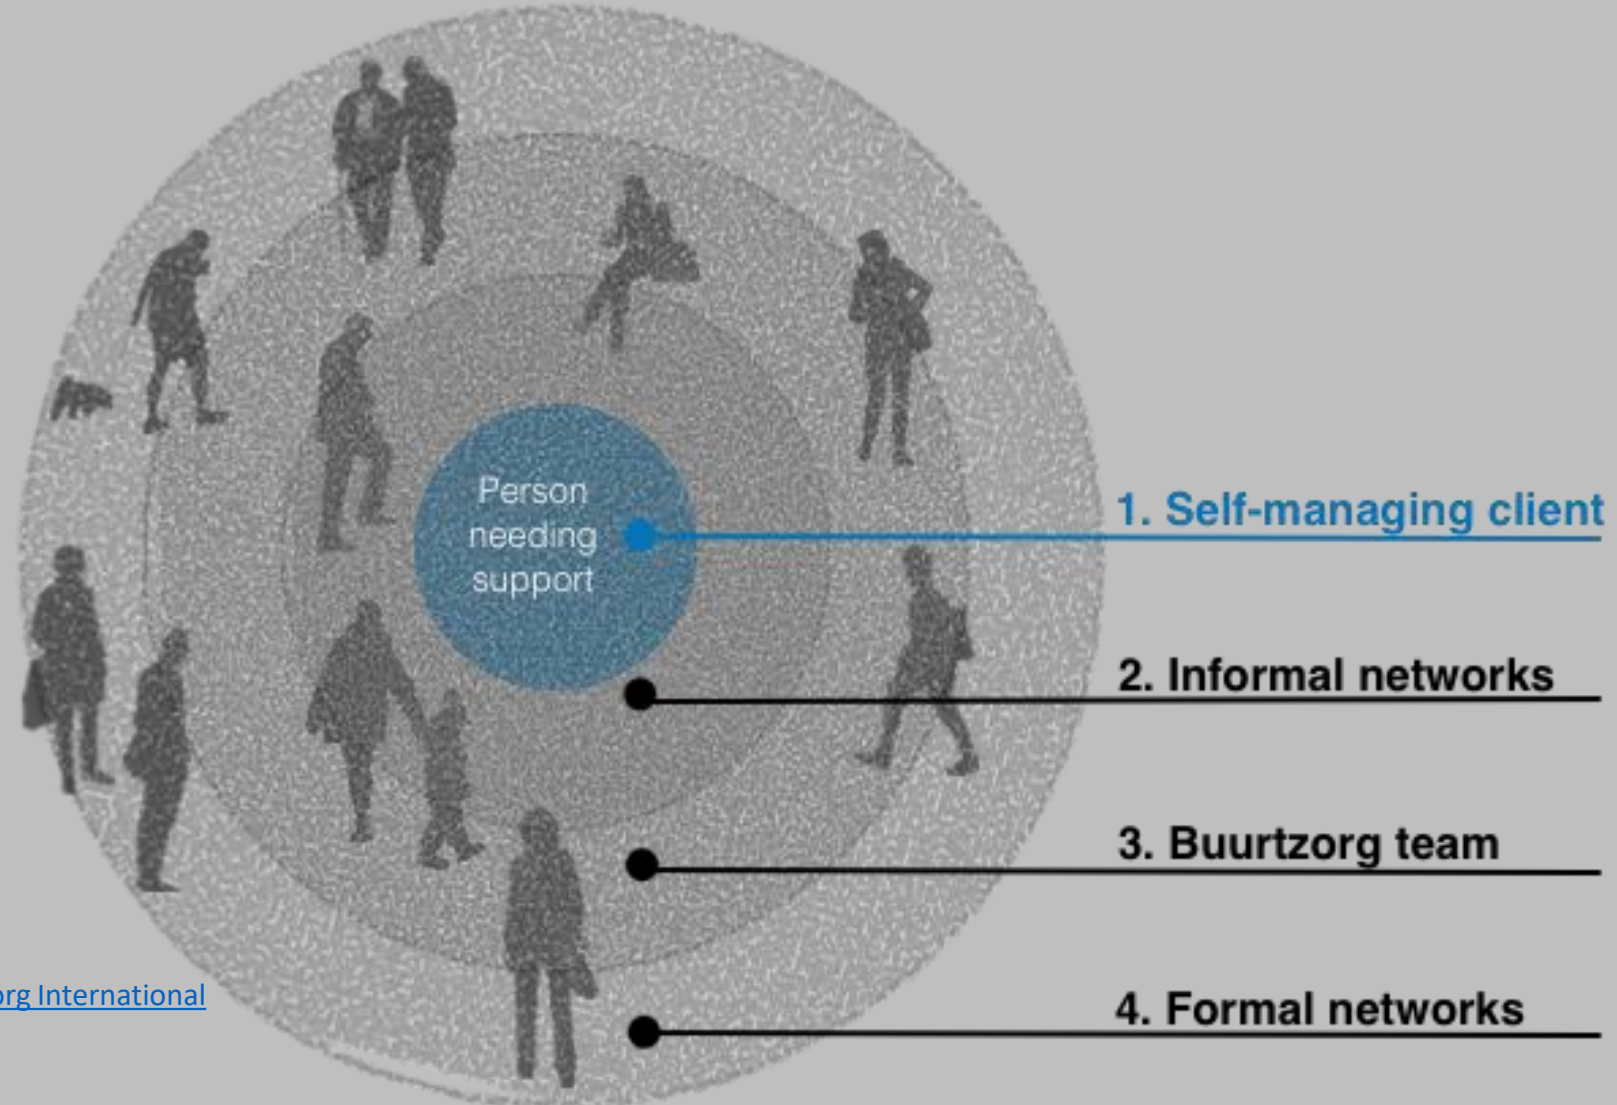 Person
needing
support
1. Self-managing client
2. Informal networks
3. Buurtzorg team
4. Formal networks
org International